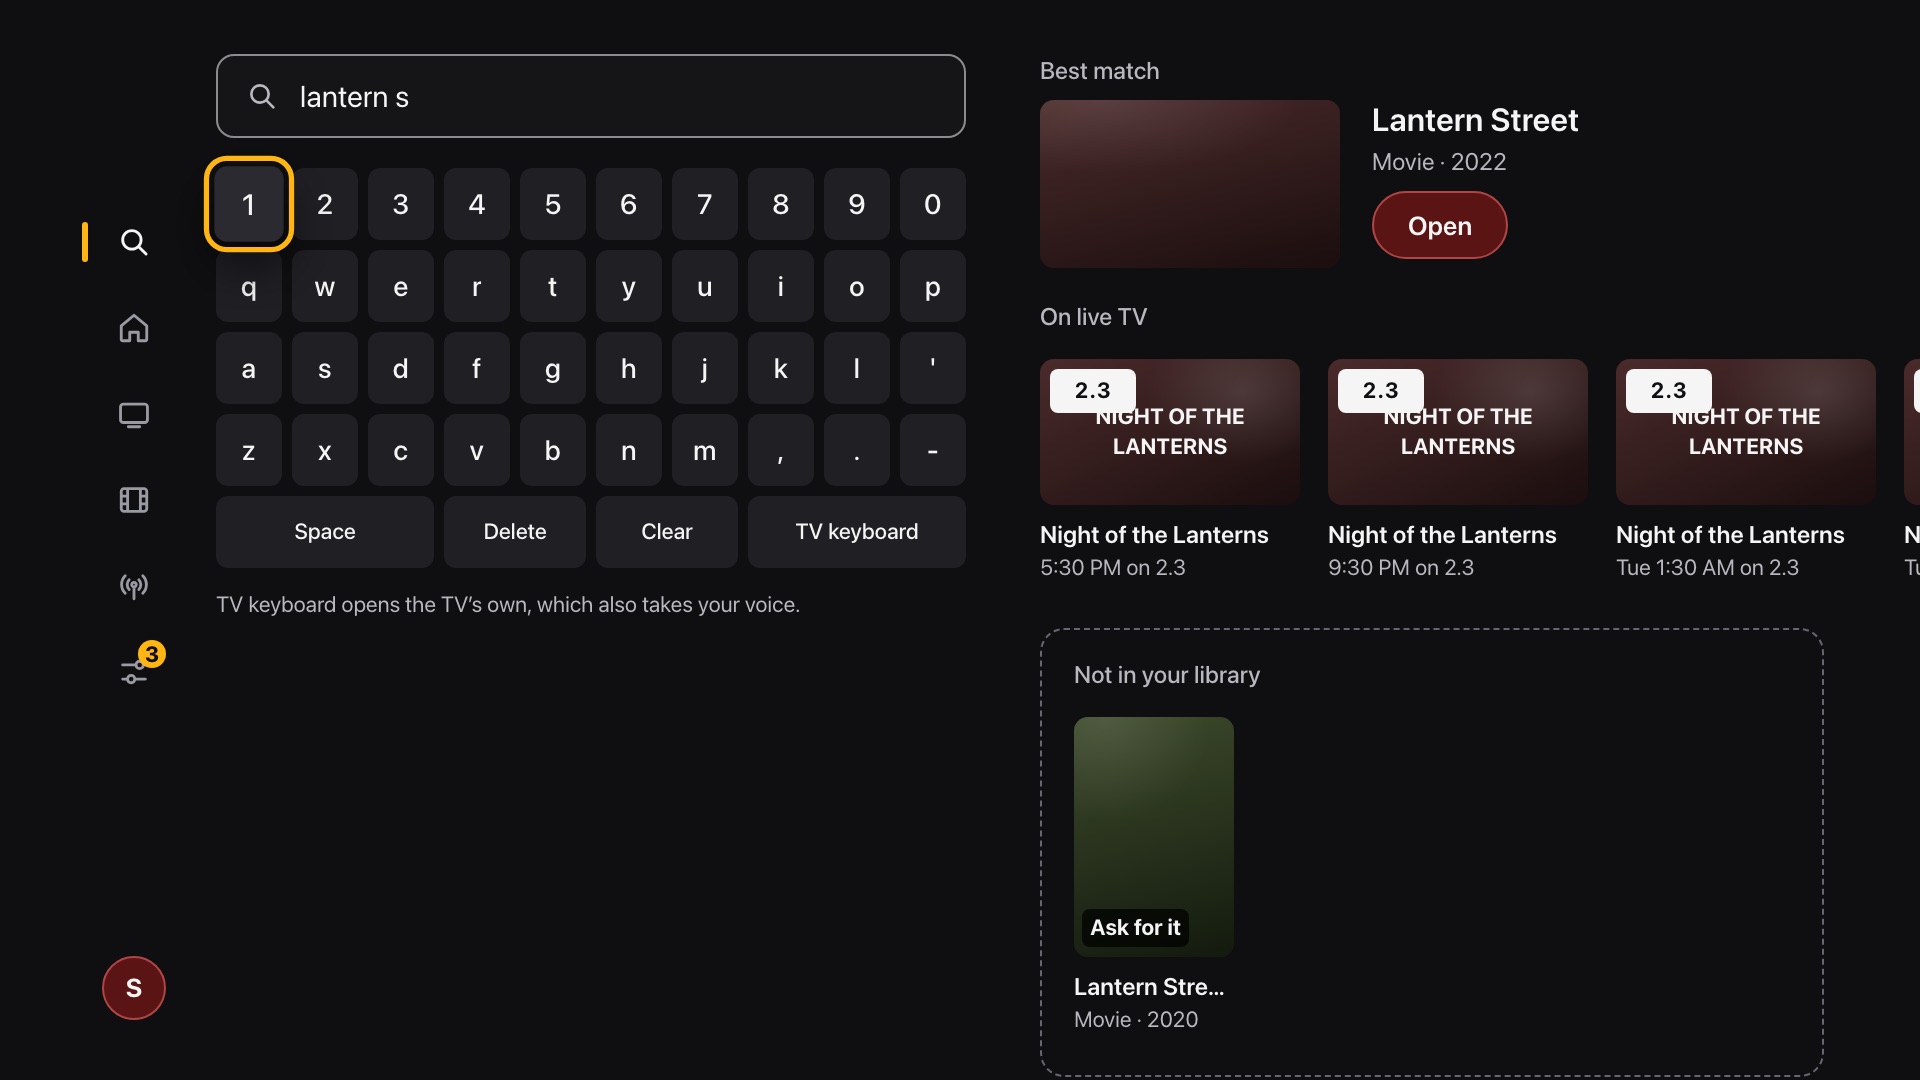 lantern s
1 2 3 4 5 6 7 8 9 0
q w e r t y u i o p
a s d f g h j k l '
z x c v b n m , . -
Space Delete Clear TV keyboard
TV keyboard opens the TV’s own, which also takes your voice.
3
S
Best match
Lantern Street
Movie · 2022
Open
On live TV
2.3
NIGHT OF THE
LANTERNS
Night of the Lanterns
5:30 PM on 2.3
2.3
NIGHT OF THE
LANTERNS
Night of the Lanterns
9:30 PM on 2.3
2.3
NIGHT OF THE
LANTERNS
Night of the Lanterns
Tue 1:30 AM on 2.3
Not in your library
Ask for it
Lantern Stre...
Movie · 2020